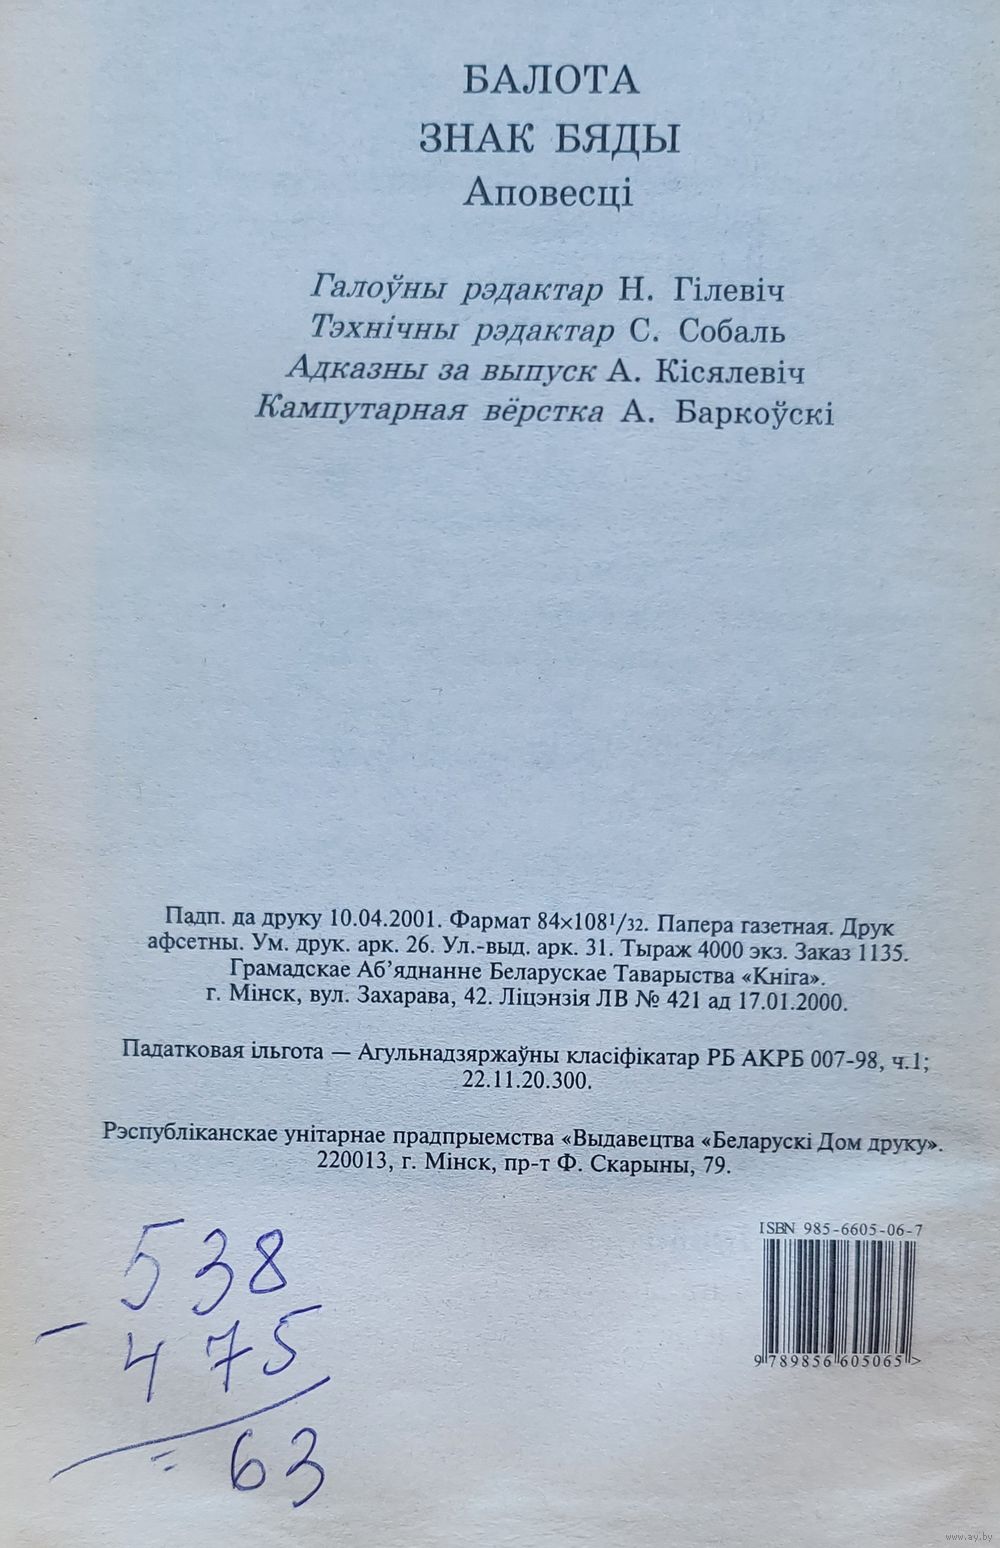 БАЛОТА
ЗНАК БЯДЫ
Аповесці
Галоўны рэдактар Н. Гілевіч
Тэхнічны рэдактар С. Собаль
Адказны за выпуск А. Кісялевіч
Кампутарная вёрстка А. Баркоўскі
Падп. да друку 10.04.2001. Фармат 84×108¹/32. Папера газетная. Друк
афсетны. Ум. друк. арк. 26. Ул.-выд. арк. 31. Тыраж 4000 экз. Заказ 1135.
Грамадскае Аб’яднанне Беларускае Таварыства «Кніга».
г. Мінск, вул. Захарава, 42. Ліцэнзія ЛВ № 421 ад 17.01.2000.
Падатковая ільгота — Агульнадзяржаўны класіфікатар РБ АКРБ 007-98, ч.1;
22.11.20.300.
Рэспубліканскае унітарнае прадпрыемства «Выдавецтва «Беларускі Дом друку».
220013, г. Мінск, пр-т Ф. Скарыны, 79.
ISBN 985-6605-06-7
9 789856 605065 >
538
-
475
= 63
www.ay.by